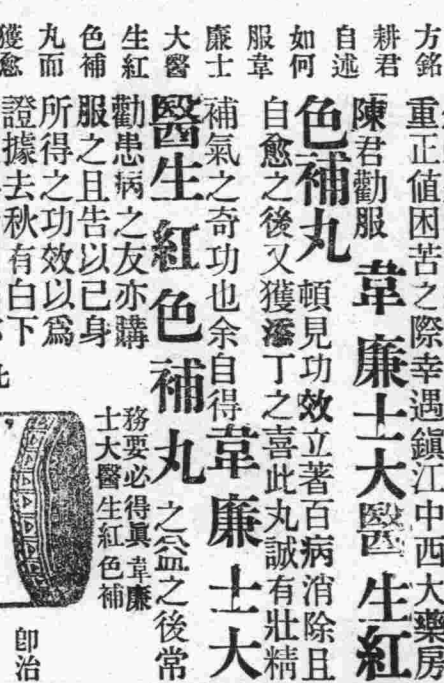 方銘
耕君
自述
如何
服韋
廉士
大醫
生紅
色補
丸而
獲愈
重正值困苦之際幸遇鎮江中西大藥房
陳君勸服韋廉士大醫生紅
色補丸頓見功效立著百病消除且
自愈之後又獲添丁之喜此丸誠有壯精
補氣之奇功也余自得韋廉士大
醫生紅色補丸之益之後常
勸患病之友亦購
服之且告以己身
所得之功效以爲
證據去秋有白下
務要必得眞韋廉
士大醫生紅色補
卽治